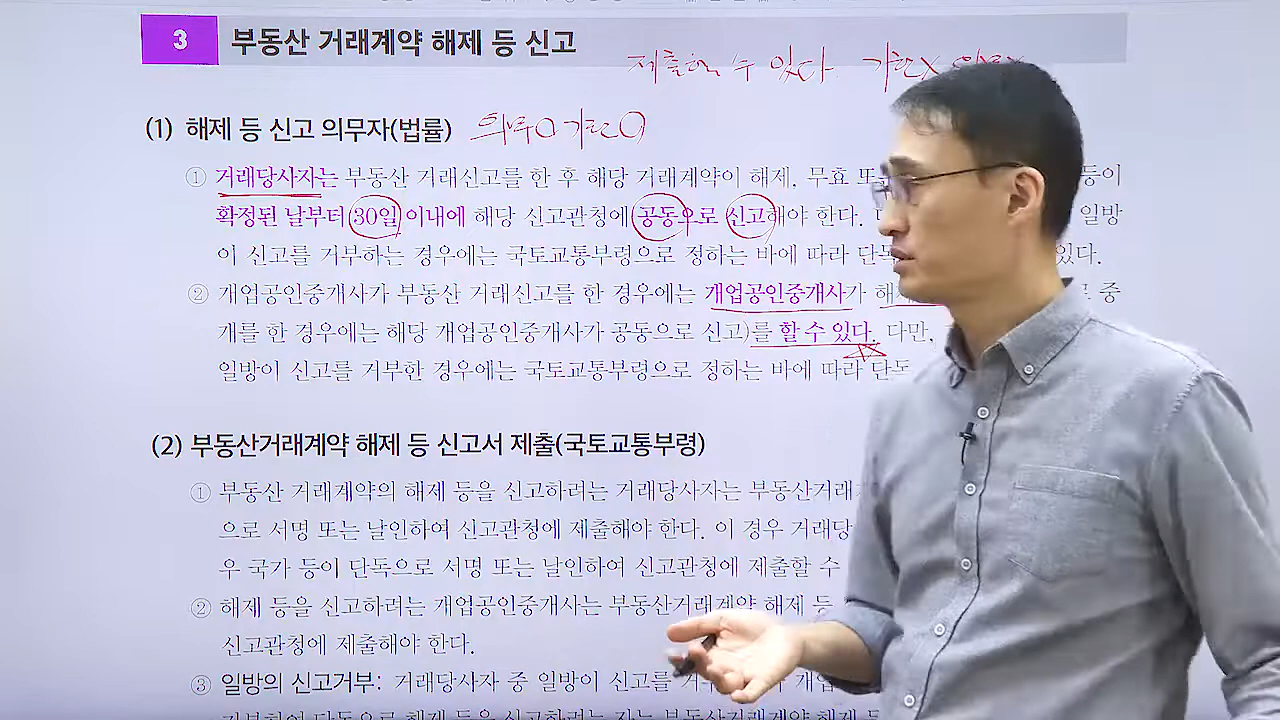 3 부동산 거래계약 해제 등 신고
제출할 수 있다. 기한X
(1) 해제 등 신고 의무자(법률) 의무O 기한O
① 거래당사자는 부동산 거래신고를 한 후 해당 거래계약이 해제, 무효 등이
확정된 날부터 30일 이내에 해당 신고관청에 공동으로 신고해야 한다. 일방
이 신고를 거부하는 경우에는 국토교통부령으로 정하는 바에 따라 있다.
② 개업공인중개사가 부동산 거래신고를 한 경우에는 개업공인중개사가 중
개를 한 경우에는 해당 개업공인중개사가 공동으로 신고)를 할 수 있다. 다만,
일방이 신고를 거부한 경우에는 국토교통부령으로 정하는 바에 따라 단독
(2) 부동산거래계약 해제 등 신고서 제출(국토교통부령)
① 부동산 거래계약의 해제 등을 신고하려는 거래당사자는
으로 서명 또는 날인하여 신고관청에 제출해야 한다. 이 경우
우 국가 등이 단독으로 서명 또는 날인하여 신고관청에 제출할 수
② 해제 등을 신고하려는 개업공인중개사는 부동산거래계약 해제 등
신고관청에 제출해야 한다.
③ 일방의 신고거부: 거래당사자 중 일방이 신고를